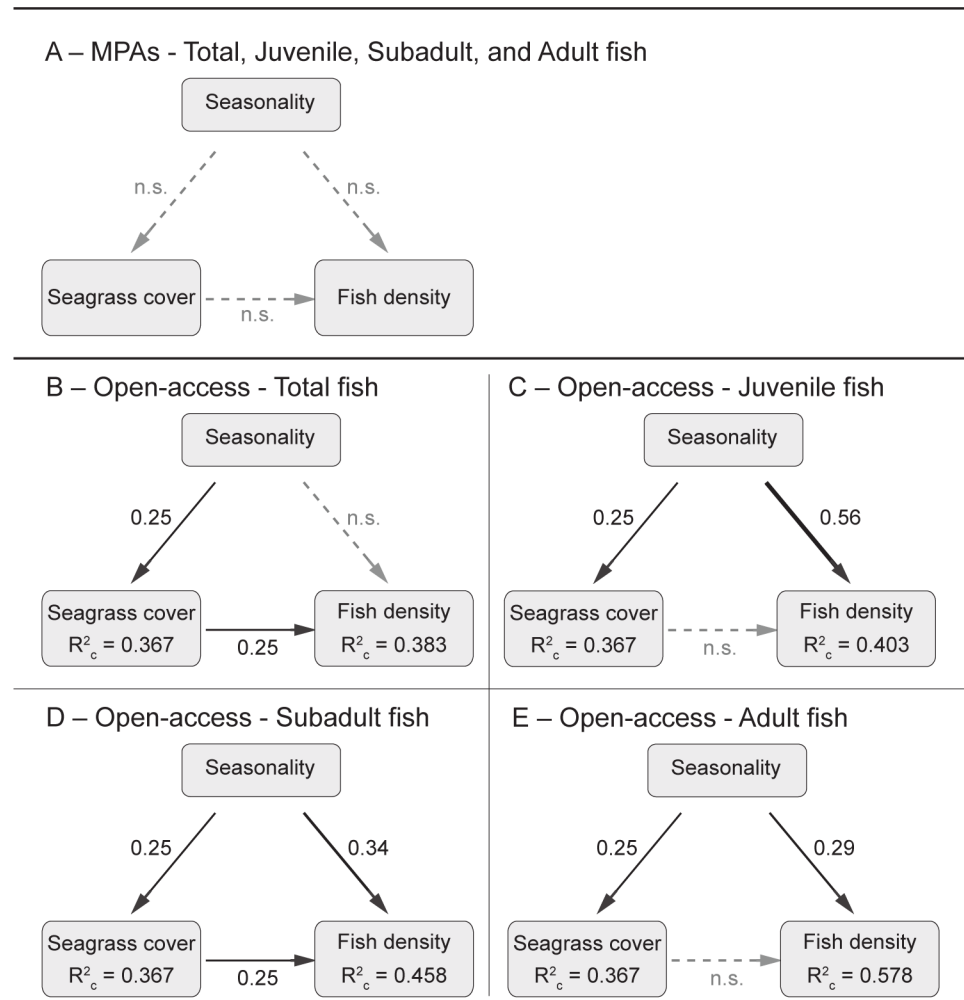 A – MPAs - Total, Juvenile, Subadult, and Adult fish
Seasonality
n.s.
n.s.
Seagrass cover
Fish density
n.s.
B – Open-access - Total fish
Seasonality
0.25
n.s.
Seagrass cover
R²c = 0.367
Fish density
R²c = 0.383
0.25
C – Open-access - Juvenile fish
Seasonality
0.25
0.56
Seagrass cover
R²c = 0.367
Fish density
R²c = 0.403
n.s.
D – Open-access - Subadult fish
Seasonality
0.25
0.34
Seagrass cover
R²c = 0.367
Fish density
R²c = 0.458
0.25
E – Open-access - Adult fish
Seasonality
0.25
0.29
Seagrass cover
R²c = 0.367
Fish density
R²c = 0.578
n.s.